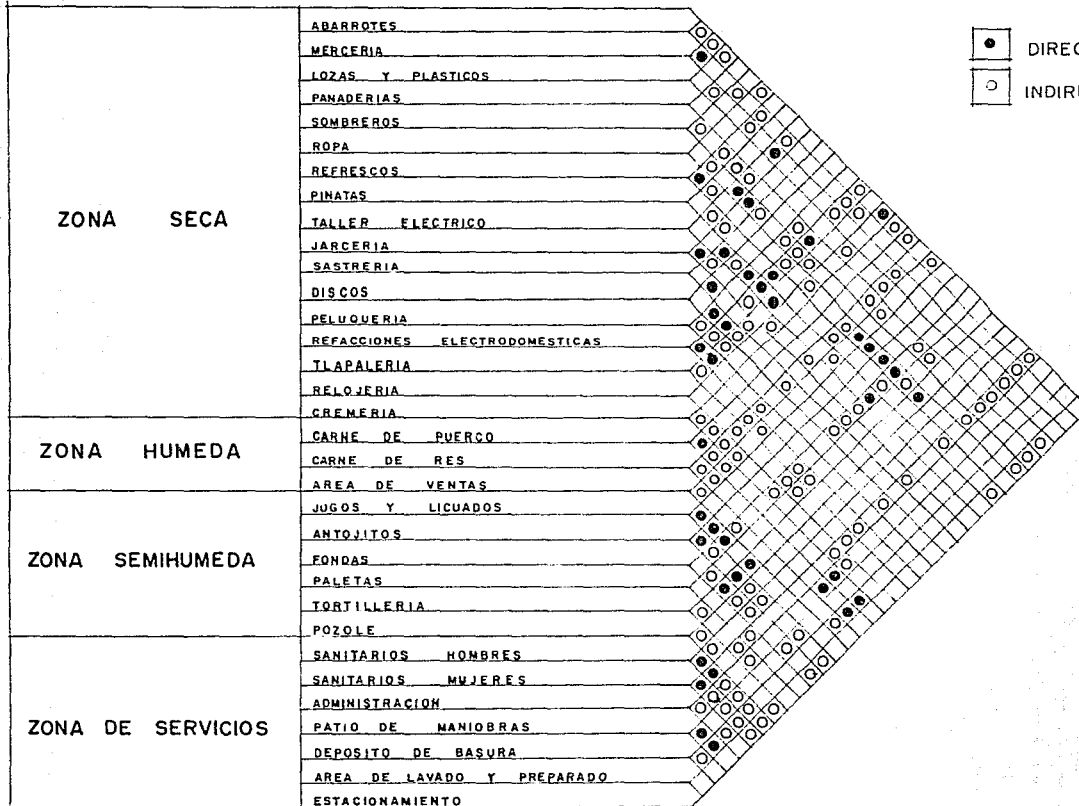 ABARROTES
MERCERIA
LOZAS Y PLASTICOS
PANADERIAS
SOMBREROS
ROPA
REFRESCOS
PINATAS
ZONA SECA
TALLER ELECTRICO
JARCERIA
SASTRERIA
DISCOS
PELUQUERIA
REFACCIONES ELECTRODOMESTICAS
TLAPALERIA
RELOJERIA
CREMERIA
ZONA HUMEDA
CARNE DE PUERCO
CARNE DE RES
AREA DE VENTAS
JUGOS Y LICUADOS
ANTOJITOS
ZONA SEMIHUMEDA
FONDAS
PALETAS
TORTILLERIA
POZOLE
SANITARIOS HOMBRES
SANITARIOS MUJERES
ADMINISTRACION
ZONA DE SERVICIOS
PATIO DE MANIOBRAS
DEPOSITO DE BASURA
AREA DE LAVADO Y PREPARADO
ESTACIONAMIENTO
DIREC
INDIR